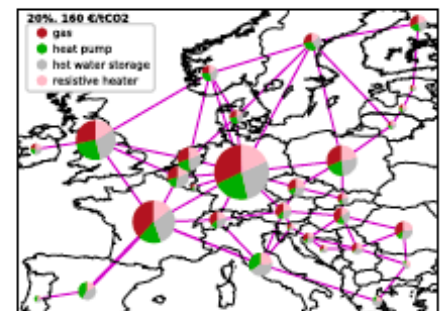 20%, 160 €/tCO2
gas
heat pump
hot water storage
resistive heater